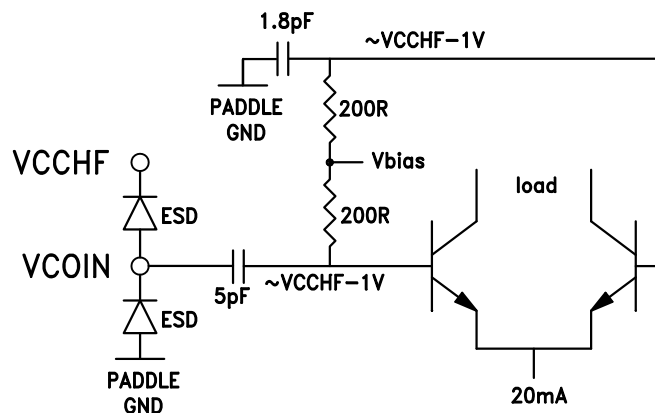 1.8pF
~VCCHF-1V
PADDLE
GND
200R
VCCHF
Vbias
load
ESD
200R
VCOIN
5pF
~VCCHF-1V
ESD
PADDLE
GND
20mA